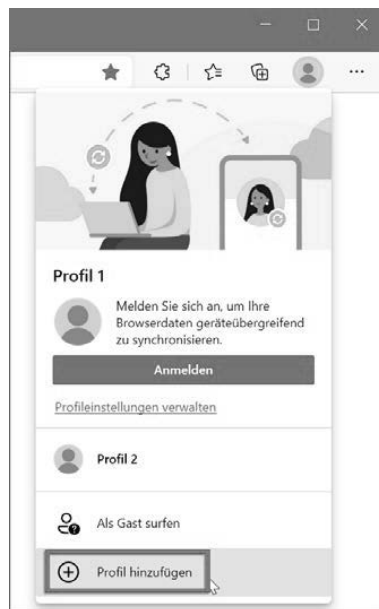 Profil 1
Melden Sie sich an, um Ihre
Browserdaten geräteübergreifend
zu synchronisieren.
Anmelden
Profileinstellungen verwalten
Profil 2
Als Gast surfen
Profil hinzufügen